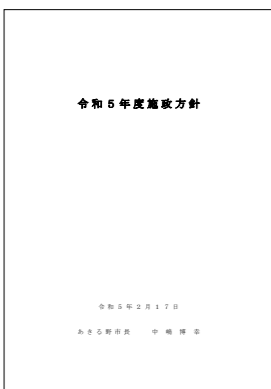 令和５年度施政方針
令和５年２月１７日
あきる野市長　中嶋博幸